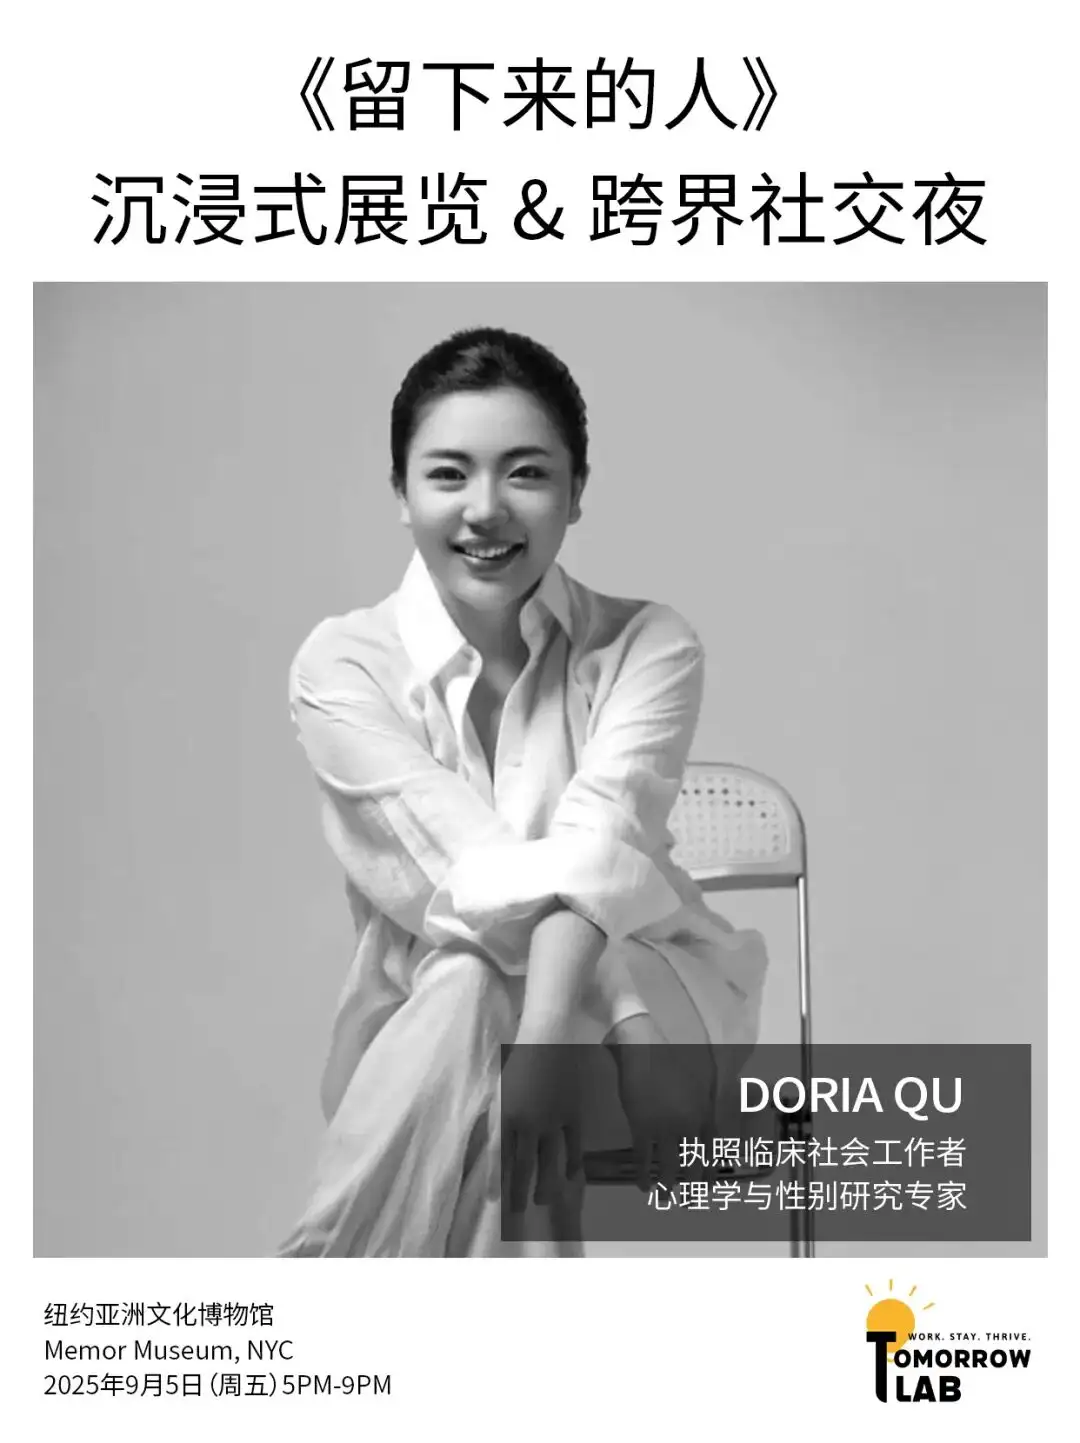 《留下来的人》
沉浸式展览 & 跨界社交夜
DORIA QU
执照临床社会工作者
心理学与性别研究专家
纽约亚洲文化博物馆
Memor Museum, NYC
2025年9月5日（周五）5PM-9PM
WORK. STAY. THRIVE.
TOMORROW
LAB